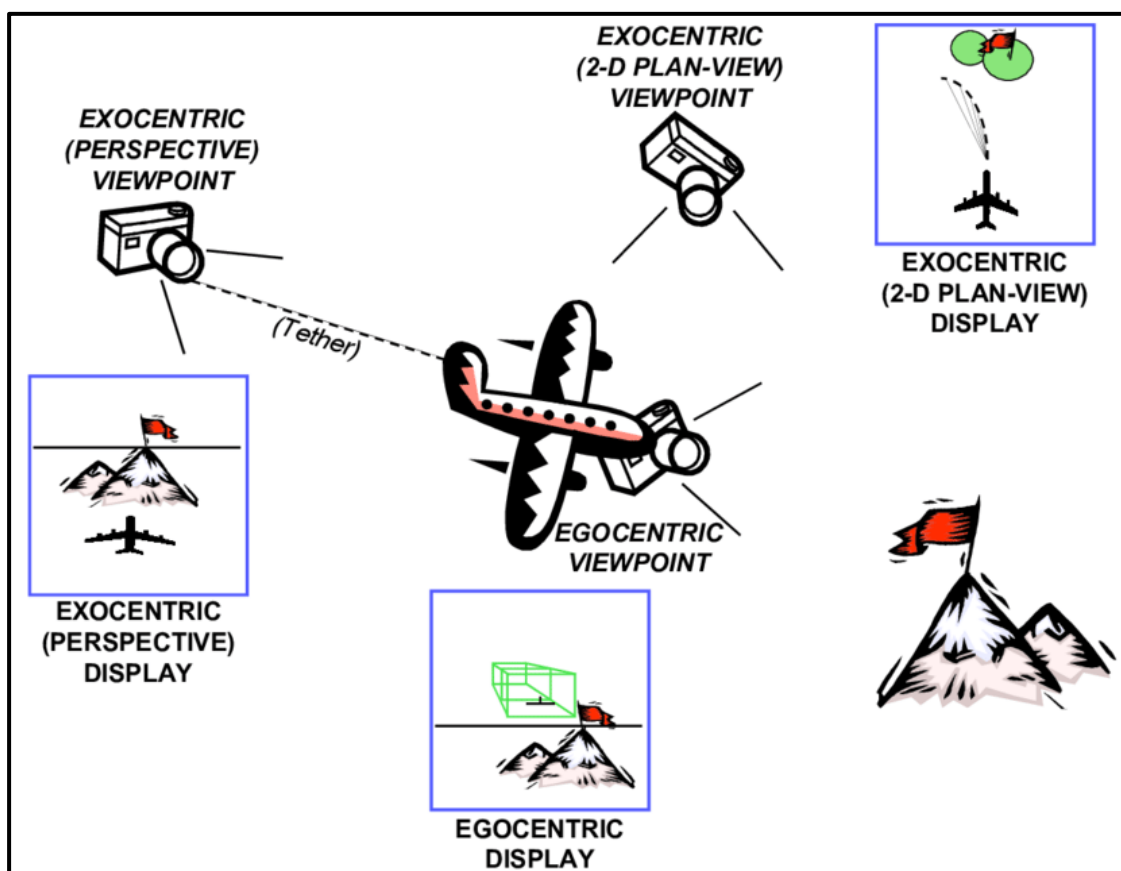 EXOCENTRIC
(PERSPECTIVE)
VIEWPOINT
EXOCENTRIC
(2-D PLAN-VIEW)
VIEWPOINT
EXOCENTRIC
(2-D PLAN-VIEW)
DISPLAY
(Tether)
EGOCENTRIC
VIEWPOINT
EXOCENTRIC
(PERSPECTIVE)
DISPLAY
EGOCENTRIC
DISPLAY